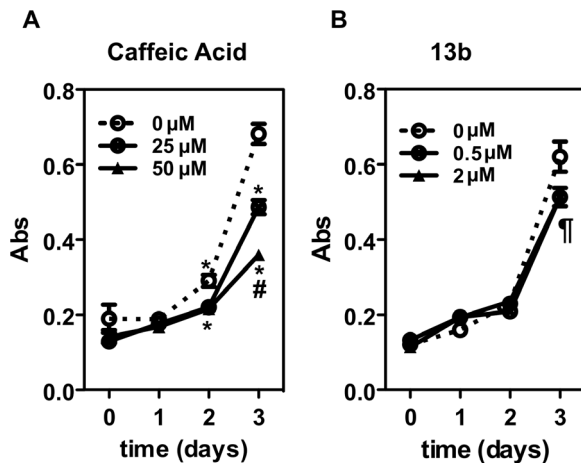 A
Caffeic Acid
0.8
0 µM
25 µM
50 µM
0.6
*
0.4
*
*
#
0.2
*
0.0
Abs
0 1 2 3
time (days)
B
13b
0.8
0 µM
0.5 µM
2 µM
0.6
0.4
¶
0.2
0.0
Abs
0 1 2 3
time (days)